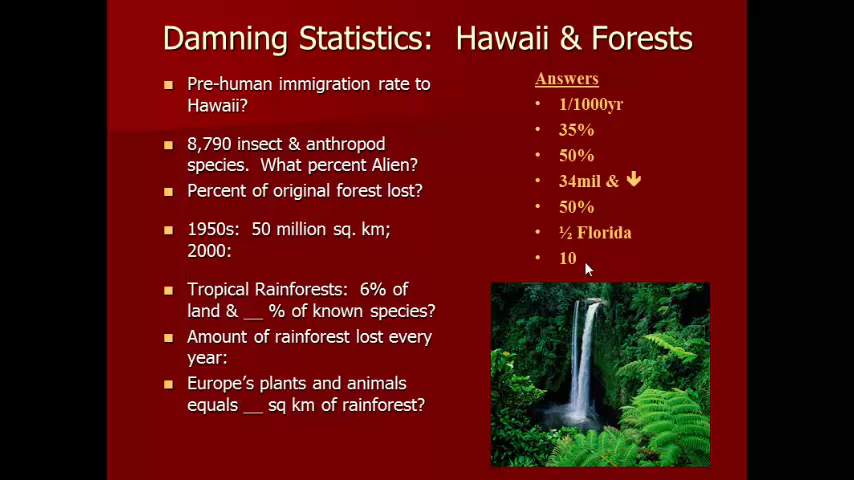 Damning Statistics: Hawaii & Forests
Pre-human immigration rate to
Hawaii?
8,790 insect & anthropod
species. What percent Alien?
Percent of original forest lost?
1950s: 50 million sq. km;
2000:
Tropical Rainforests: 6% of
land & __ % of known species?
Amount of rainforest lost every
year:
Europe's plants and animals
equals __ sq km of rainforest?
Answers
• 1/1000yr
• 35%
• 50%
• 34mil & 🡻
• 50%
• ½ Florida
• 10